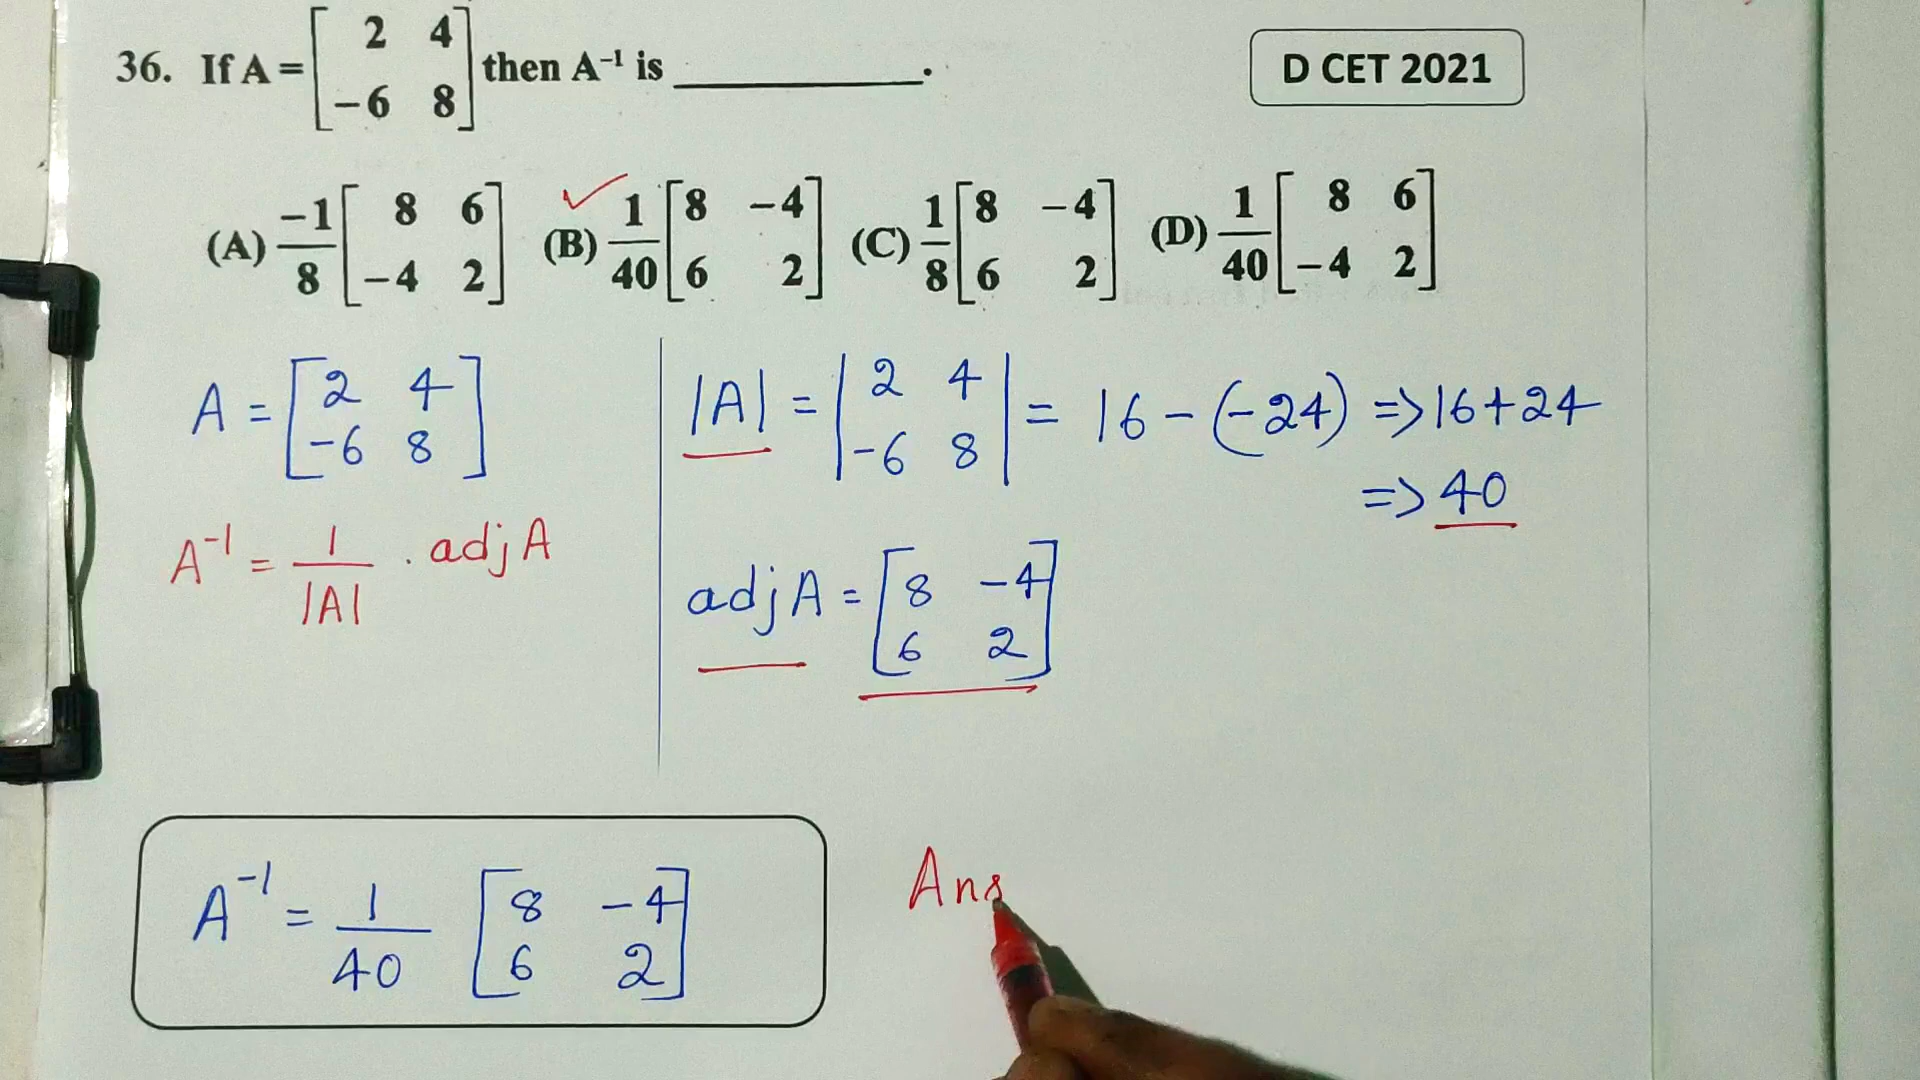 36. If A = [ 2 4 ; −6 8 ] then A⁻¹ is __________.
D CET 2021
(A) −1/8 [ 8 6 ; −4 2 ] (B) 1/40 [ 8 −4 ; 6 2 ] (C) 1/8 [ 8 −4 ; 6 2 ] (D) 1/40 [ 8 6 ; −4 2 ]
A = [ 2 4 ; −6 8 ]
A⁻¹ = 1/|A| . adj A
|A| = | 2 4 ; −6 8 | = 16 − (−24) => 16+24
=> 40
adj A = [ 8 −4 ; 6 2 ]
A⁻¹ = 1/40 [ 8 −4 ; 6 2 ]
Ans